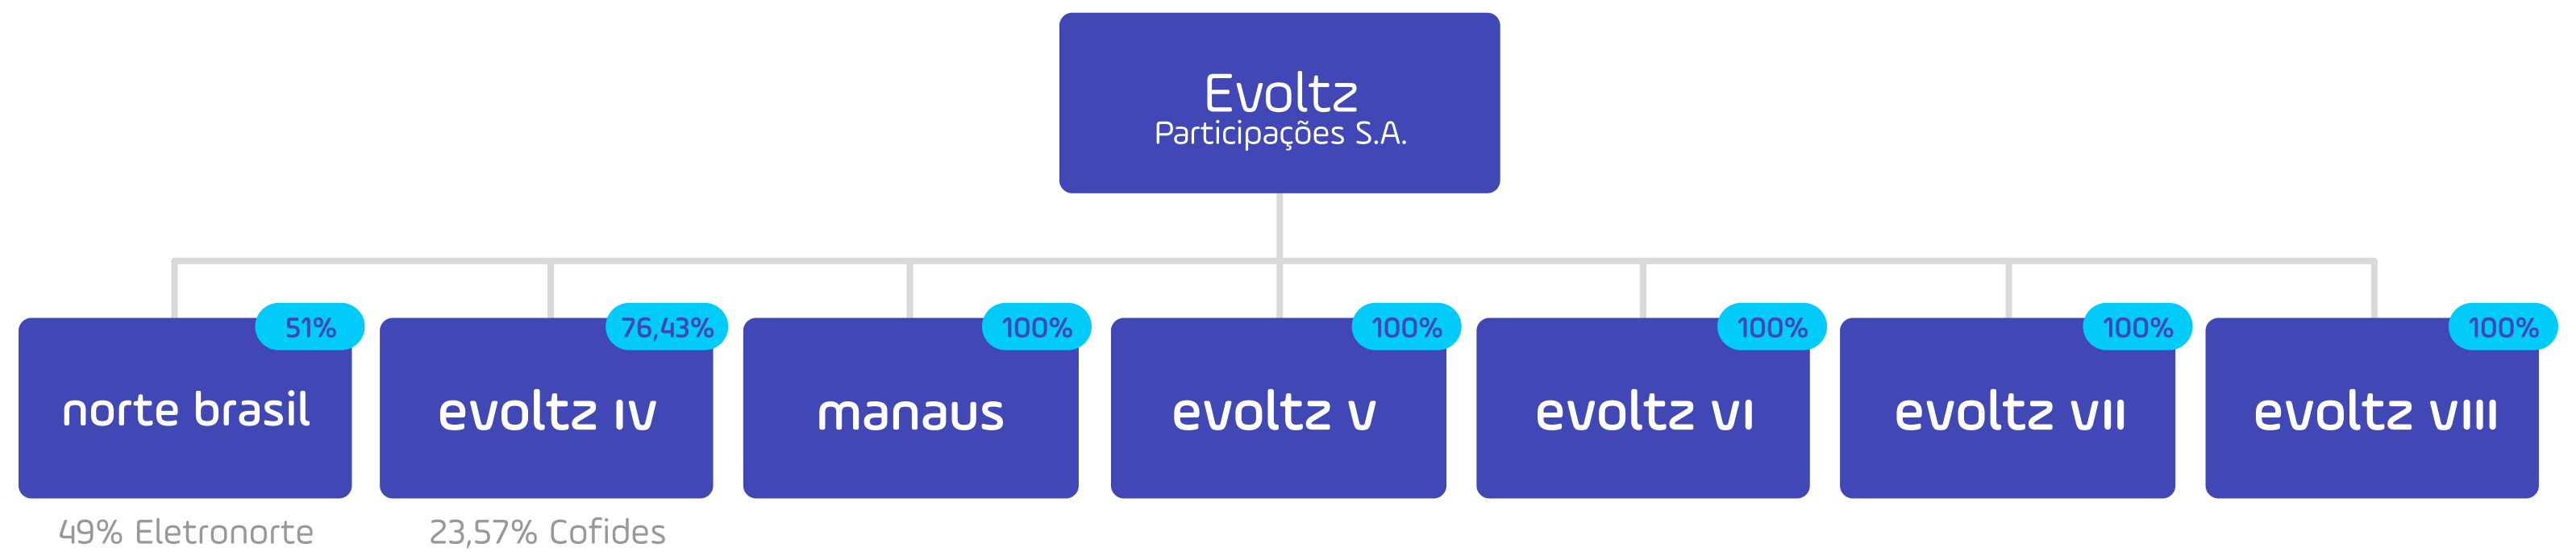 Evoltz
Participações S.A.
51%
76,43%
100%
100%
100%
100%
100%
norte brasil
evoltz IV
manaus
evoltz V
evoltz VI
evoltz VII
evoltz VIII
49% Eletronorte
23,57% Cofides